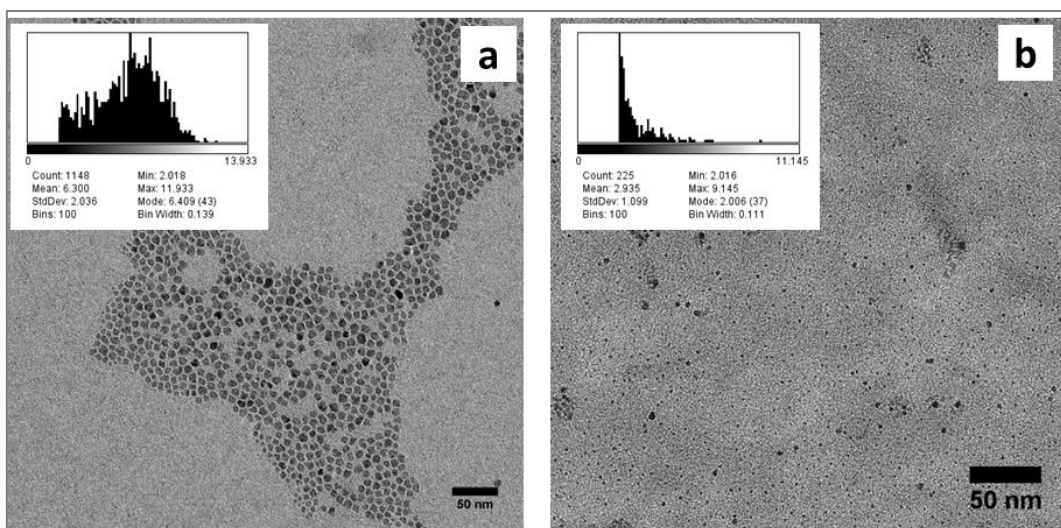 a
0 13.933
Count: 1148 Min: 2.018
Mean: 6.300 Max: 11.933
StdDev: 2.036 Mode: 6.409 (43)
Bins: 100 Bin Width: 0.139
50 nm
b
0 11.145
Count: 225 Min: 2.016
Mean: 2.935 Max: 9.145
StdDev: 1.099 Mode: 2.006 (37)
Bins: 100 Bin Width: 0.111
50 nm